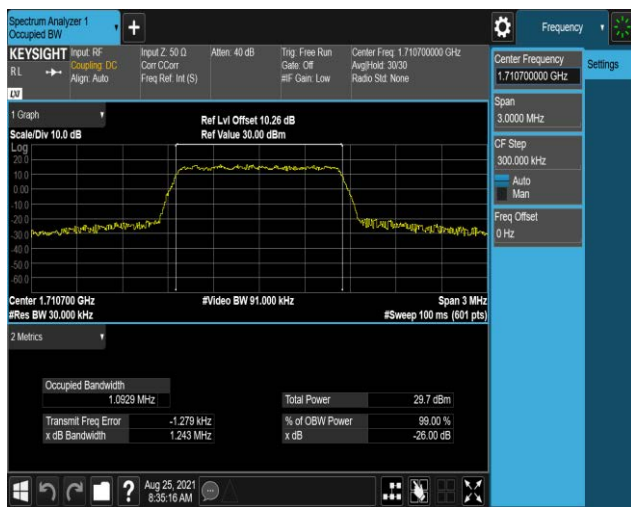 Spectrum Analyzer 1
Occupied BW
+
Frequency
KEYSIGHT
RL
LXI
Input: RF
Coupling: DC
Align: Auto
Input Z: 50 Ω
Corr CCorr
Freq Ref: Int (S)
Atten: 40 dB
Trig: Free Run
Gate: Off
#IF Gain: Low
Center Freq: 1.710700000 GHz
Avg|Hold: 30/30
Radio Std: None
Center Frequency
1.710700000 GHz
Settings
Span
3.0000 MHz
CF Step
300.000 kHz
Auto
Man
Freq Offset
0 Hz
1 Graph
Scale/Div 10.0 dB
Ref Lvl Offset 10.26 dB
Ref Value 30.00 dBm
Log
20.0
10.0
0.00
-10.0
-20.0
-30.0
-40.0
-50.0
-60.0
Center 1.710700 GHz
#Video BW 91.000 kHz
Span 3 MHz
#Res BW 30.000 kHz
#Sweep 100 ms (601 pts)
2 Metrics
Occupied Bandwidth
1.0929 MHz
Total Power 29.7 dBm
Transmit Freq Error -1.279 kHz
% of OBW Power 99.00 %
x dB Bandwidth 1.243 MHz
x dB -26.00 dB
?
Aug 25, 2021
8:35:16 AM